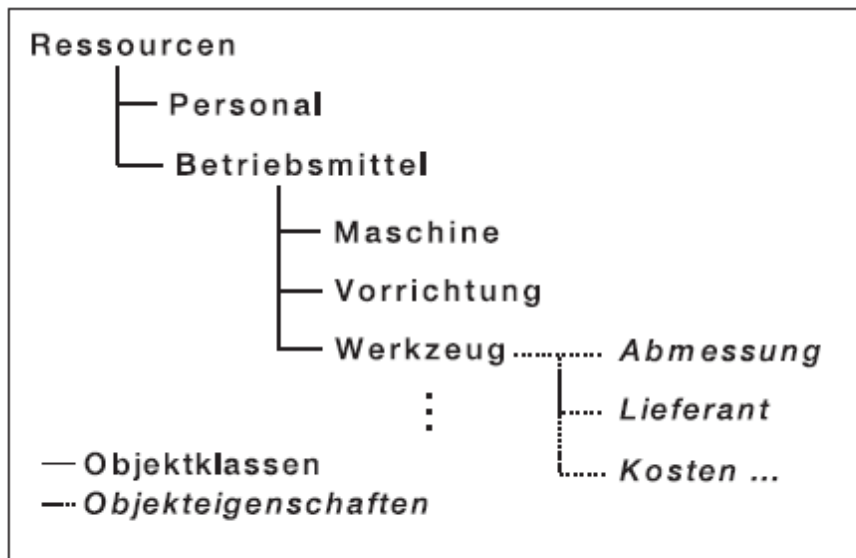 Ressourcen
Personal
Betriebsmittel
Maschine
Vorrichtung
Werkzeug
Abmessung
Lieferant
Kosten ...
Objektklassen
Objekteigenschaften